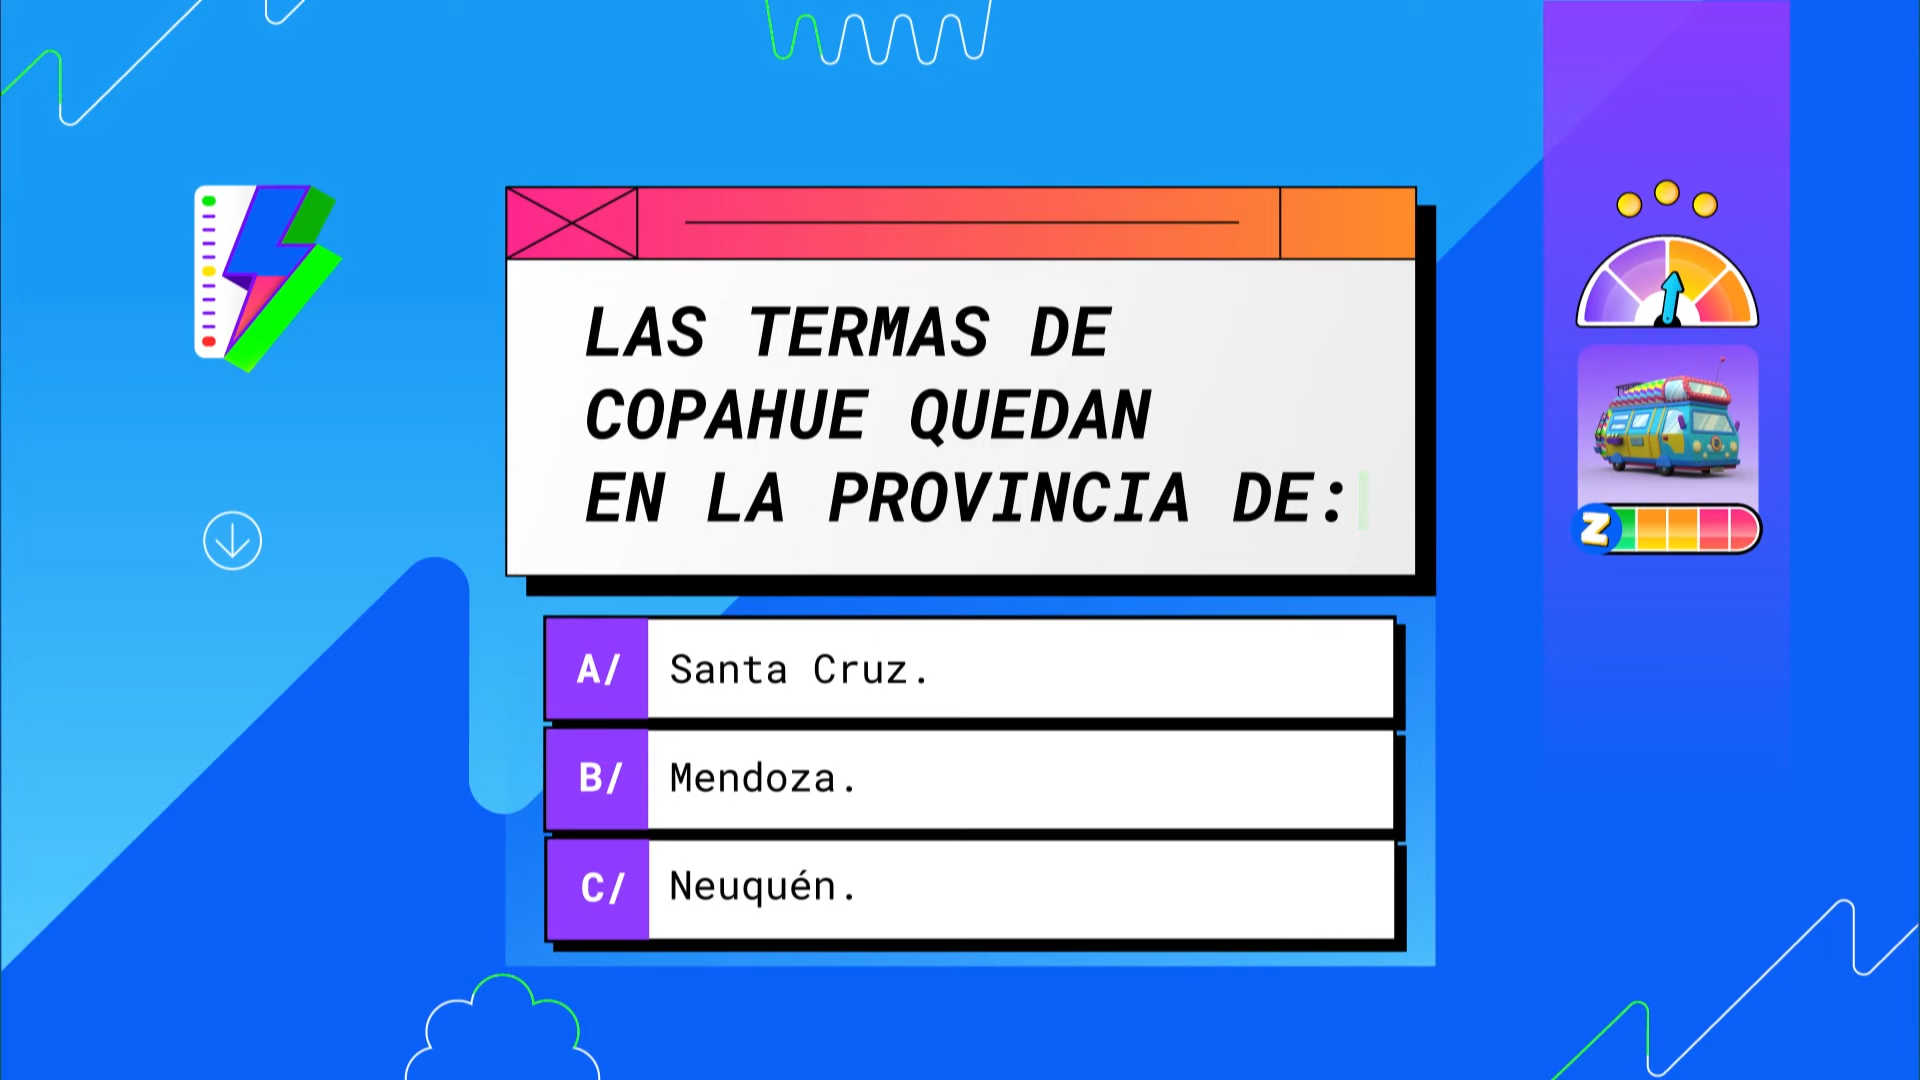 LAS TERMAS DE
COPAHUE QUEDAN
EN LA PROVINCIA DE:
A/ Santa Cruz.
B/ Mendoza.
C/ Neuquén.
Z